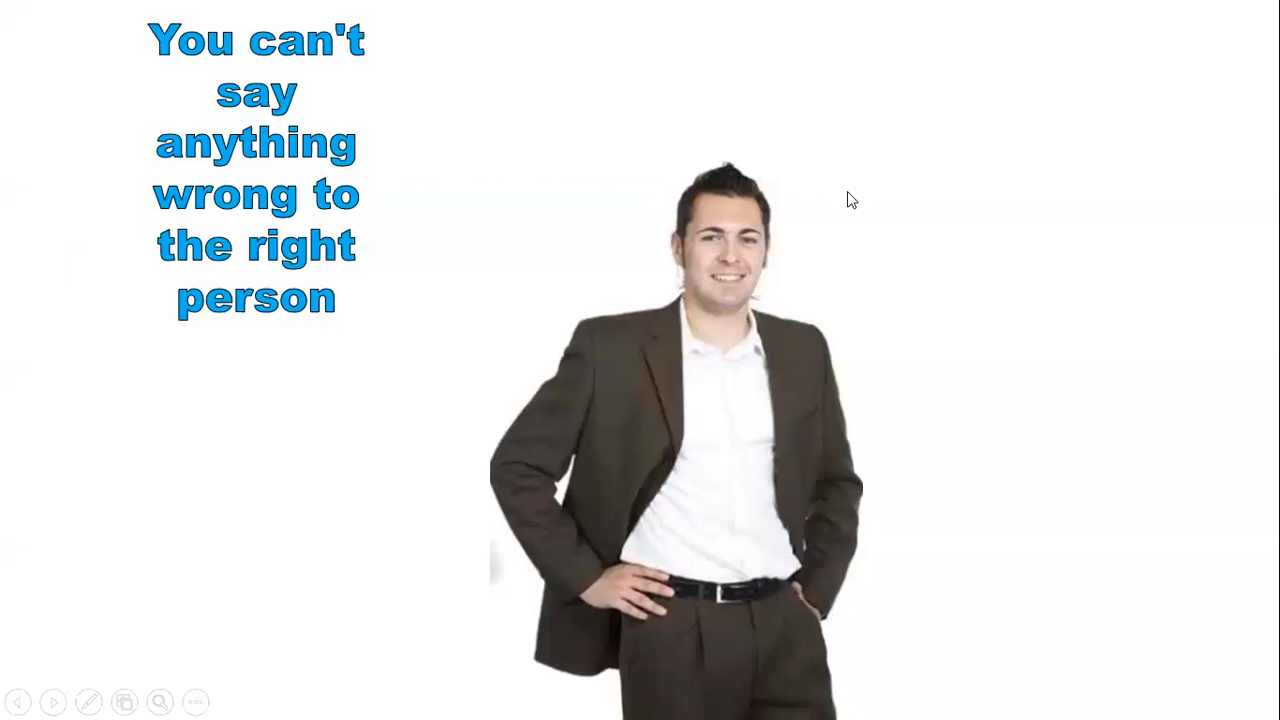 You can't
say
anything
wrong to
the right
person